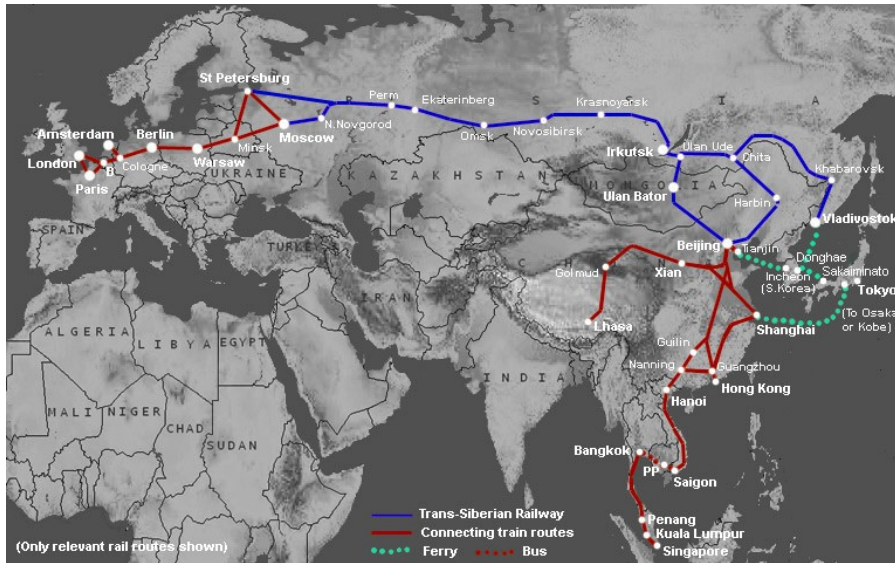 St Petersburg
Perm
Ekaterinberg
Krasnoyarsk
R U S S I A
Amsterdam
Berlin
Moscow
N.Novgorod
Omsk
Novosibirsk
London
B
Cologne
Warsaw
Minsk
Irkutsk
Ulan Ude
Chita
Paris
UKRAINE
KAZAKHSTAN
MONGOLIA
Khabarovsk
Ulan Bator
Harbin
SPAIN
TURKEY
Vladivostok
Beijing
Tianjin
Donghae
CHINA
Golmud
Xian
Incheon
(S.Korea)
Sakaiminato
Tokyo
IRAN
(To Osaka
or Kobe)
Lhasa
Shanghai
ALGERIA
LIBYA
EGYPT
Guilin
Nanning
Guangzhou
INDIA
Hong Kong
Hanoi
MALI
NIGER
CHAD
SUDAN
Bangkok
PP
Saigon
Trans-Siberian Railway
Penang
Connecting train routes
Kuala Lumpur
(Only relevant rail routes shown)
Ferry
Bus
Singapore